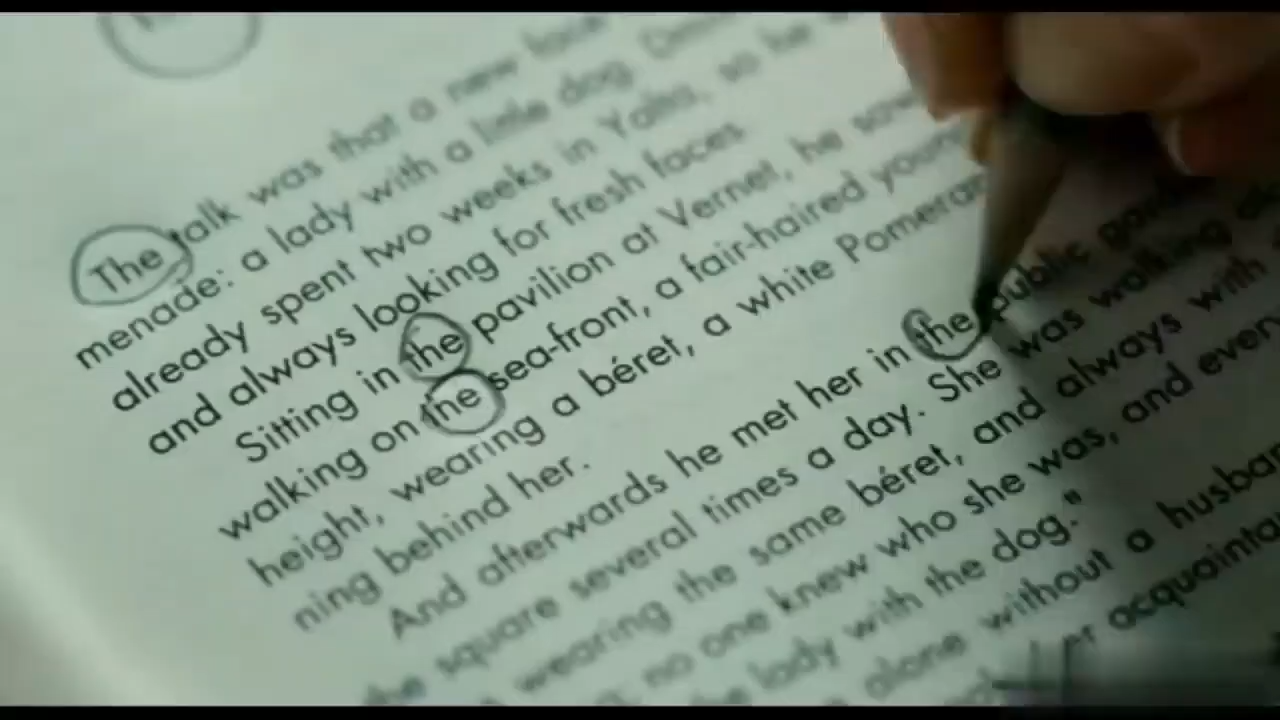 The talk was that a new face
menade: a lady with a little dog.
already spent two weeks in Yalta, so he
and always looking for fresh faces.
Sitting in the pavilion at Vernet, he saw
walking on the sea-front, a fair-haired young
height, wearing a béret, a white Pomeran
ning behind her.
And afterwards he met her in the public
the square several times a day. She was walking
wearing the same béret, and always with
no one knew who she was, and every
the lady with the dog."
alone without a husban
acquainta